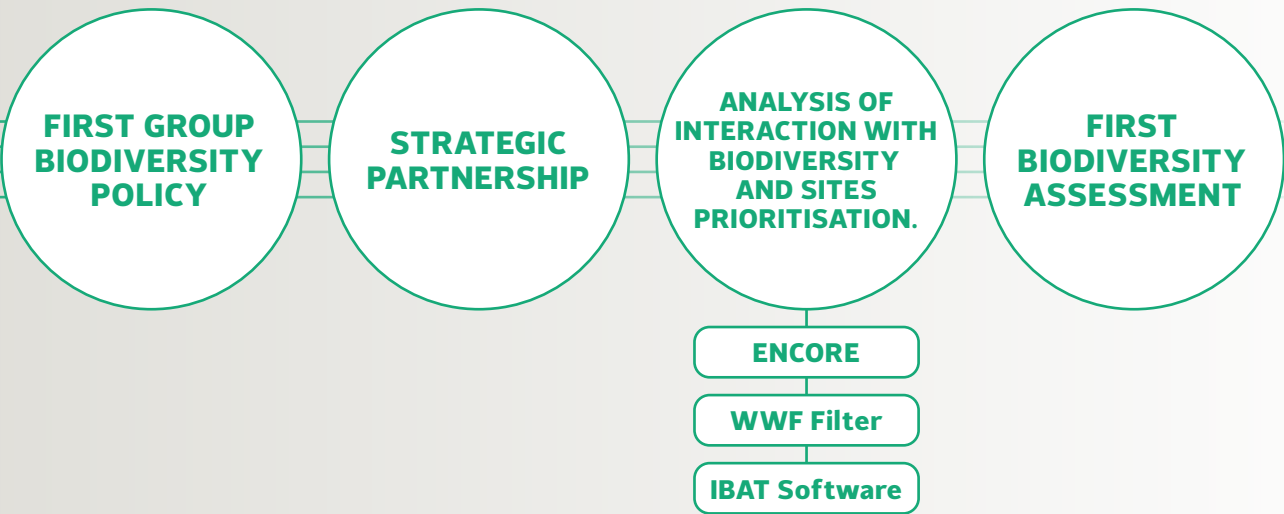 FIRST GROUP
BIODIVERSITY
POLICY
STRATEGIC
PARTNERSHIP
ANALYSIS OF
INTERACTION WITH
BIODIVERSITY
AND SITES
PRIORITISATION.
FIRST
BIODIVERSITY
ASSESSMENT
ENCORE
WWF Filter
IBAT Software